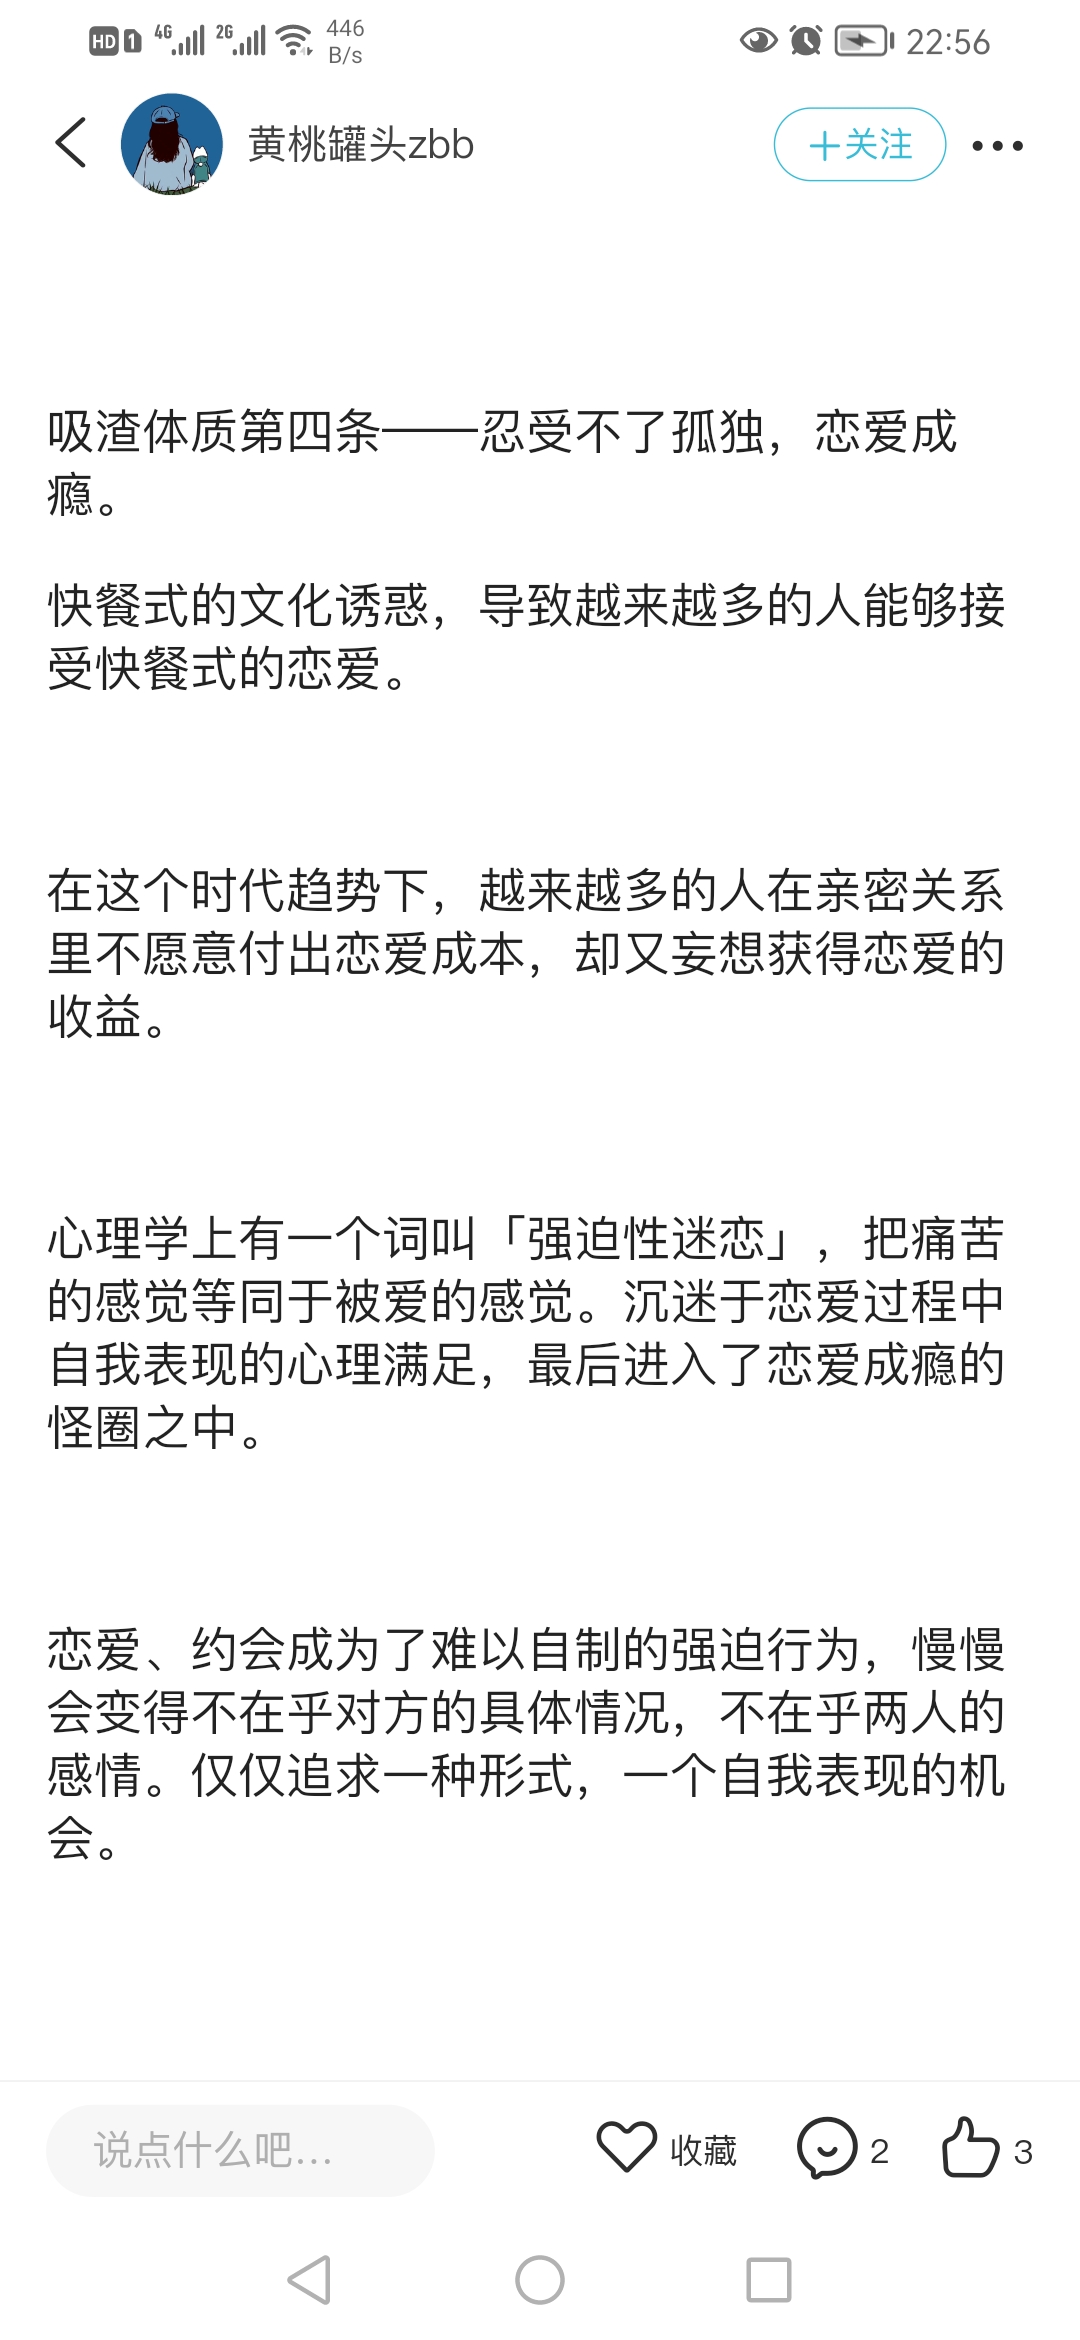 HD 1 4G 2G 446 B/s 22:56
黄桃罐头zbb
+关注
吸渣体质第四条——忍受不了孤独，恋爱成
瘾。
快餐式的文化诱惑，导致越来越多的人能够接
受快餐式的恋爱。
在这个时代趋势下，越来越多的人在亲密关系
里不愿意付出恋爱成本，却又妄想获得恋爱的
收益。
心理学上有一个词叫「强迫性迷恋」，把痛苦
的感觉等同于被爱的感觉。沉迷于恋爱过程中
自我表现的心理满足，最后进入了恋爱成瘾的
怪圈之中。
恋爱、约会成为了难以自制的强迫行为，慢慢
会变得不在乎对方的具体情况，不在乎两人的
感情。仅仅追求一种形式，一个自我表现的机
会。
说点什么吧... 收藏 2 3